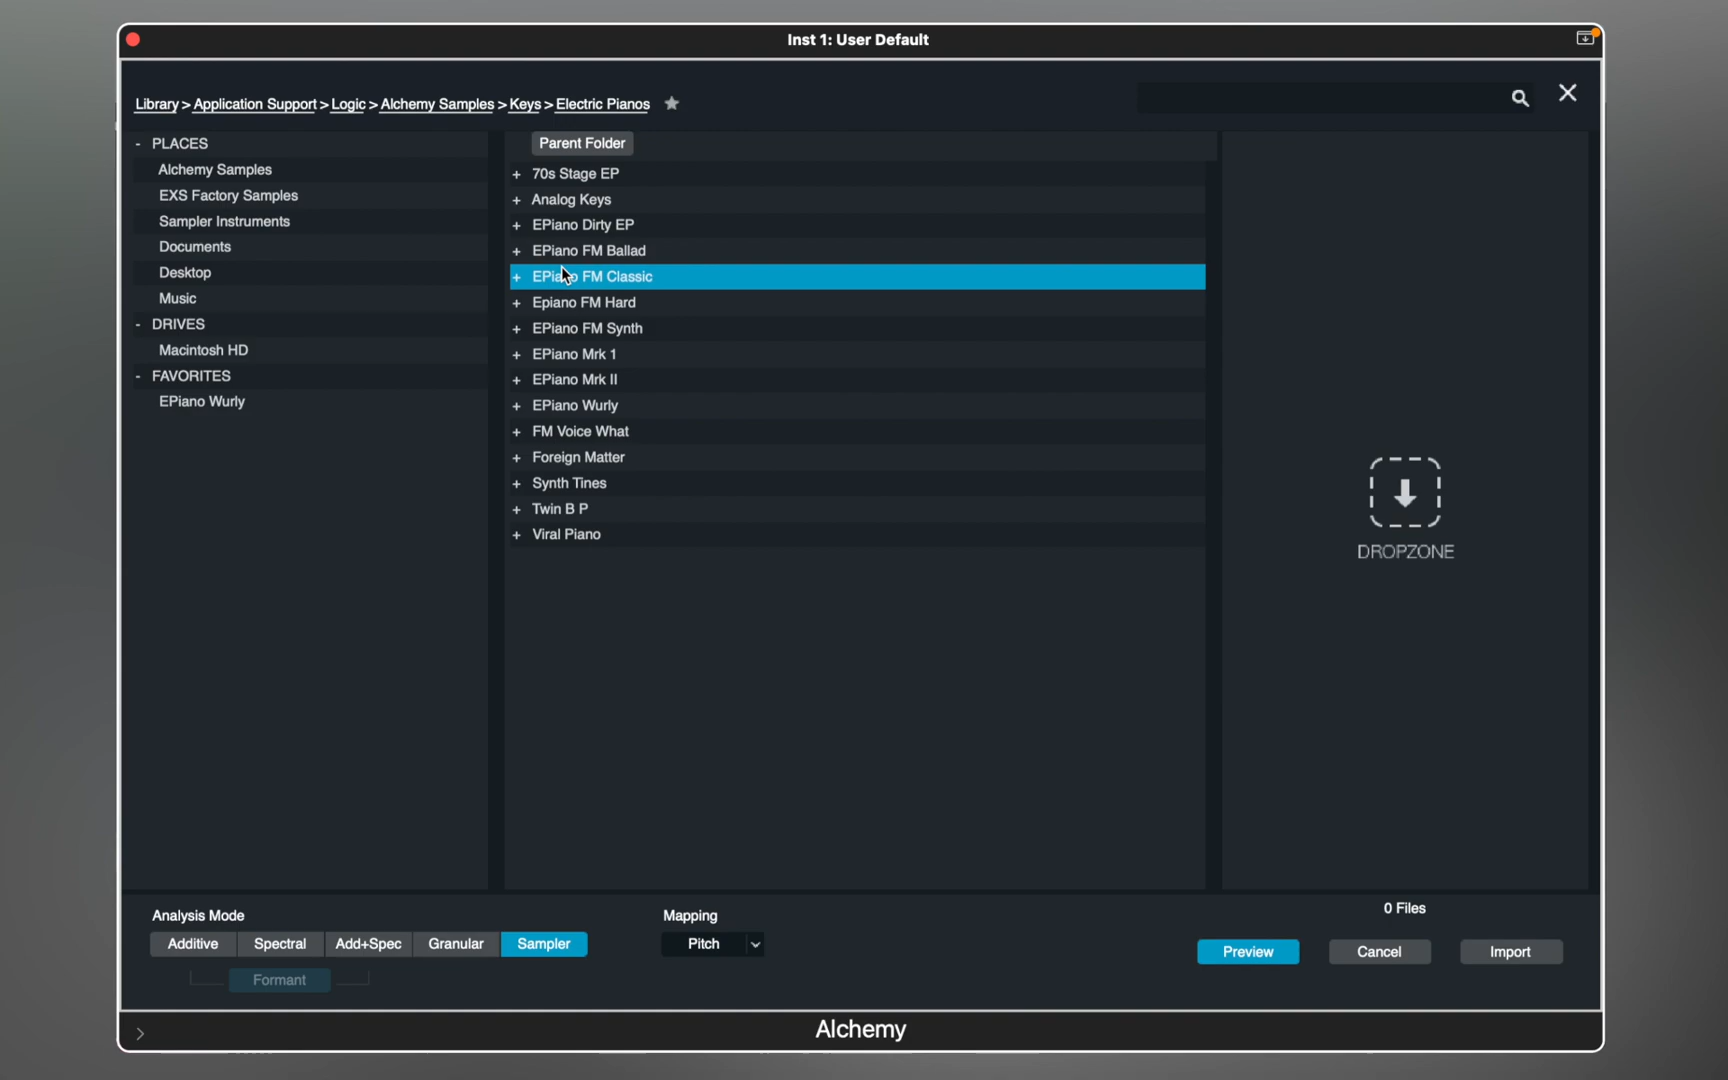 Inst 1: User Default
Library > Application Support > Logic > Alchemy Samples > Keys > Electric Pianos
- PLACES
Alchemy Samples
EXS Factory Samples
Sampler Instruments
Documents
Desktop
Music
- DRIVES
Macintosh HD
- FAVORITES
EPiano Wurly
Parent Folder
+ 70s Stage EP
+ Analog Keys
+ EPiano Dirty EP
+ EPiano FM Ballad
+ EPiano FM Classic
+ Epiano FM Hard
+ EPiano FM Synth
+ EPiano Mrk 1
+ EPiano Mrk II
+ EPiano Wurly
+ FM Voice What
+ Foreign Matter
+ Synth Tines
+ Twin B P
+ Viral Piano
DROPZONE
Analysis Mode
Additive Spectral Add+Spec Granular Sampler
Formant
Mapping
Pitch
0 Files
Preview Cancel Import
Alchemy